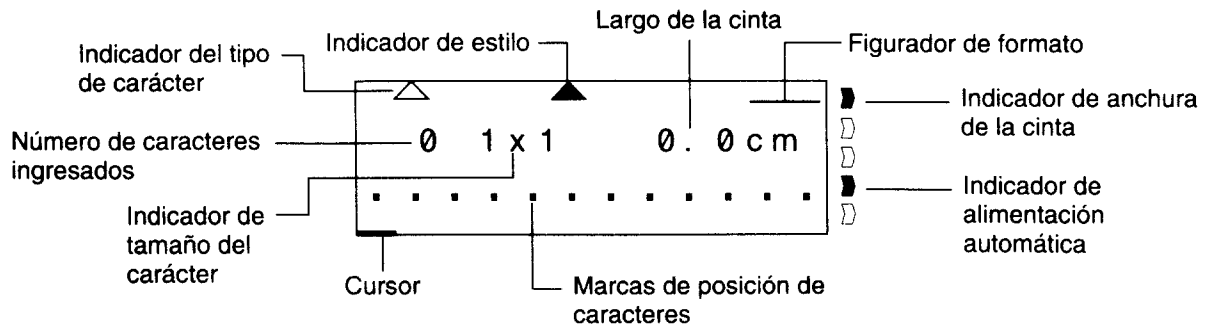 Largo de la cinta
Indicador del tipo
de carácter
Indicador de estilo
Figurador de formato
Indicador de anchura
de la cinta
Número de caracteres
ingresados
0 1x1 0.0cm
Indicador de
tamaño del
carácter
Indicador de
alimentación
automática
Cursor
Marcas de posición de
caracteres